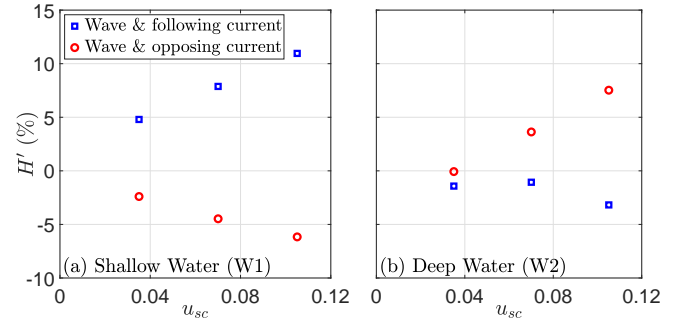 15
10
5
0
-5
-10
H′ (%)
Wave & following current
Wave & opposing current
(a) Shallow Water (W1)
0 0.04 0.08 0.12
u_sc
(b) Deep Water (W2)
0 0.04 0.08 0.12
u_sc